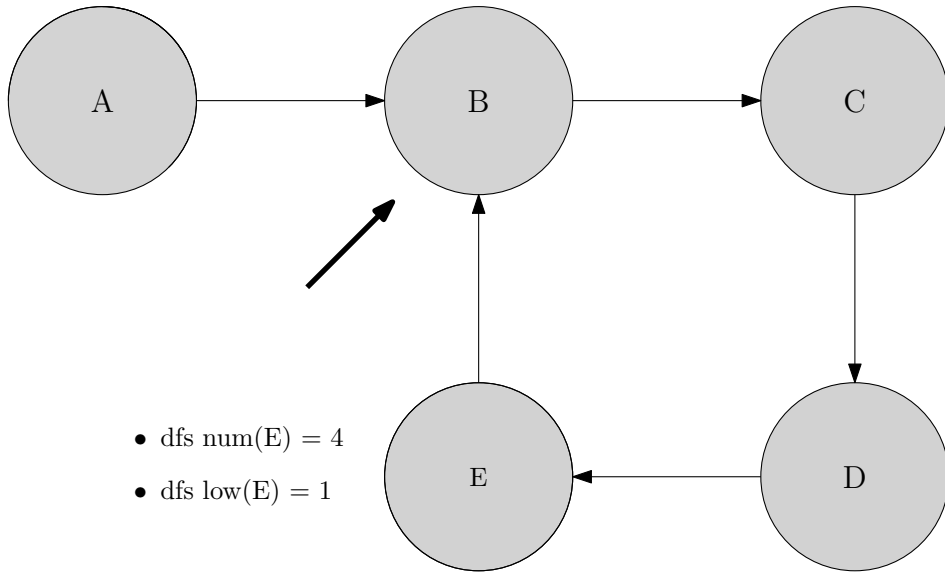 A
B
C
• dfs num(E) = 4
• dfs low(E) = 1
E
D